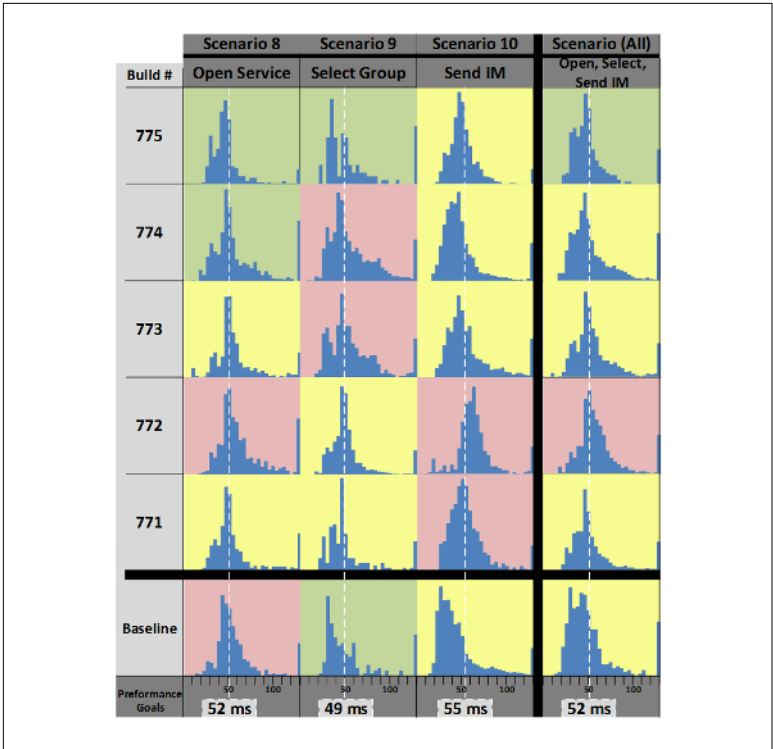 Scenario 8 Scenario 9 Scenario 10 Scenario (All)
Build # Open Service Select Group Send IM Open, Select,
Send IM
775
774
773
772
771
Baseline
50 100 50 100 50 100 50 100
Preformance
Goals
52 ms 49 ms 55 ms 52 ms